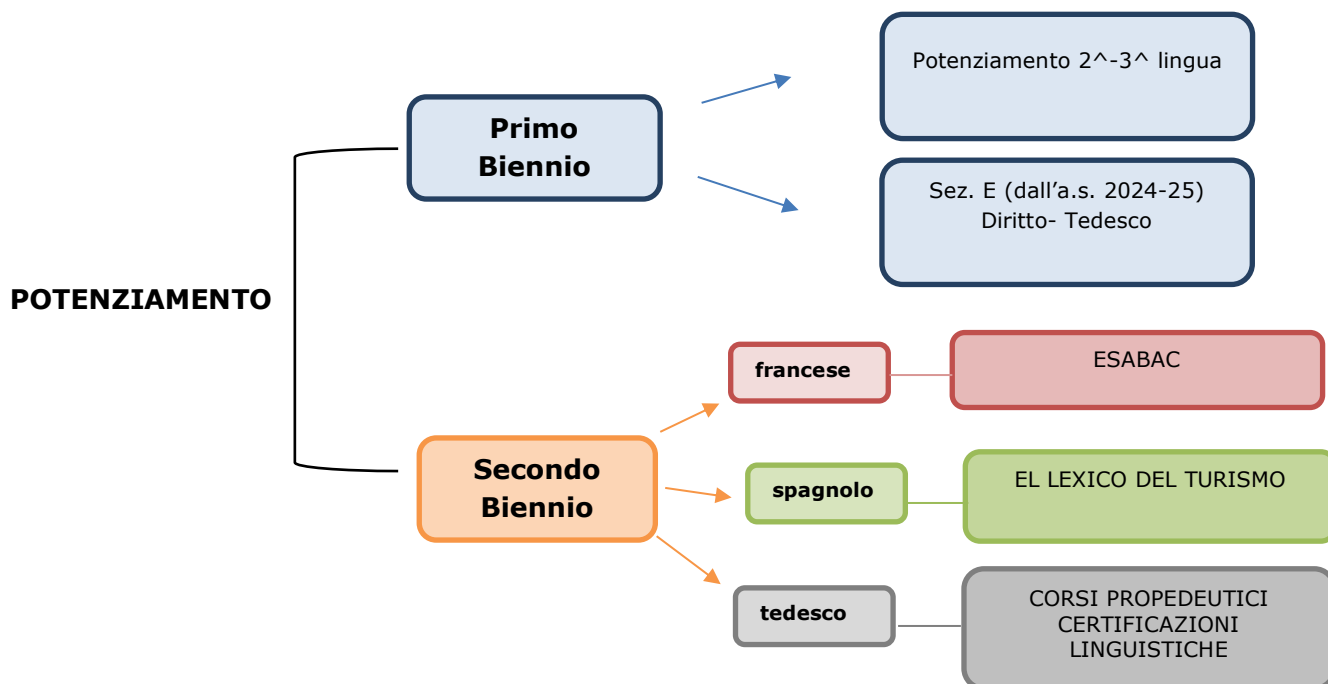 POTENZIAMENTO
Primo
Biennio
Potenziamento 2^-3^ lingua
Sez. E (dall'a.s. 2024-25)
Diritto- Tedesco
Secondo
Biennio
francese
ESABAC
spagnolo
EL LEXICO DEL TURISMO
tedesco
CORSI PROPEDEUTICI
CERTIFICAZIONI
LINGUISTICHE